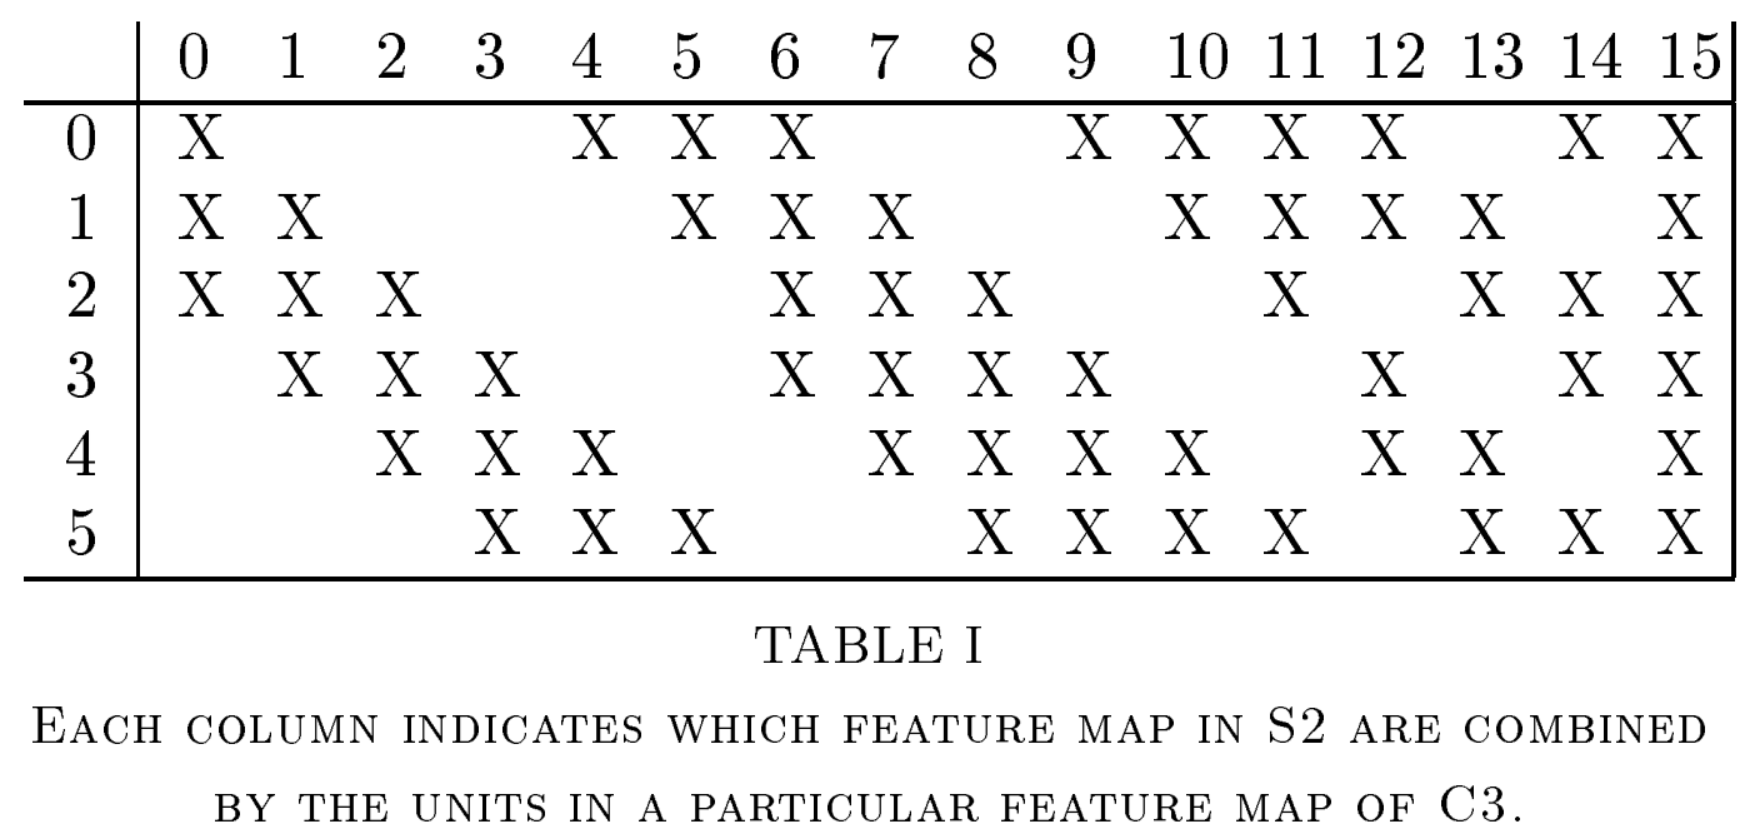 0 1 2 3 4 5 6 7 8 9 10 11 12 13 14 15
0 X X X X X X X X X X
1 X X X X X X X X X X
2 X X X X X X X X X X
3 X X X X X X X X X X
4 X X X X X X X X X X
5 X X X X X X X X X X
TABLE I
EACH COLUMN INDICATES WHICH FEATURE MAP IN S2 ARE COMBINED
BY THE UNITS IN A PARTICULAR FEATURE MAP OF C3.